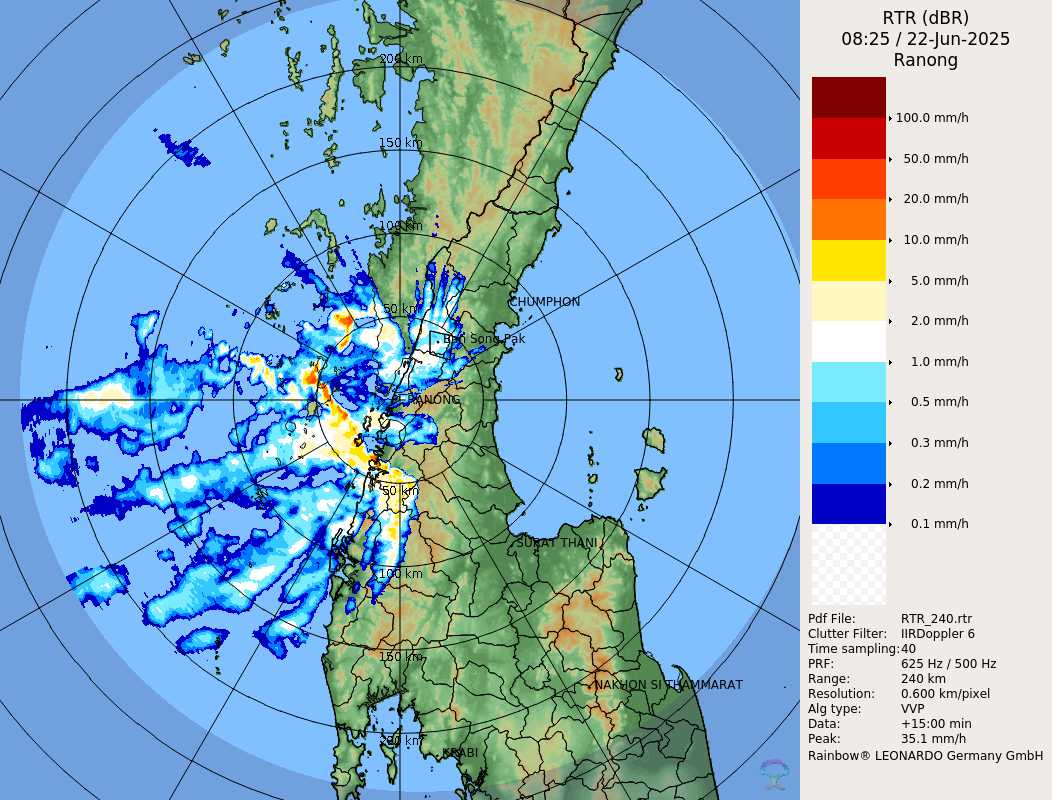 RTR (dBR)
08:25 / 22-Jun-2025
Ranong
100.0 mm/h
50.0 mm/h
20.0 mm/h
10.0 mm/h
5.0 mm/h
2.0 mm/h
1.0 mm/h
0.5 mm/h
0.3 mm/h
0.2 mm/h
0.1 mm/h
Pdf File: RTR_240.rtr
Clutter Filter: IIRDoppler 6
Time sampling: 40
PRF: 625 Hz / 500 Hz
Range: 240 km
Resolution: 0.600 km/pixel
Alg type: VVP
Data: +15:00 min
Peak: 35.1 mm/h
Rainbow® LEONARDO Germany GmbH
200 km
150 km
100 km
CHUMPHON
50 km
RANONG
50 km
SURAT THANI
100 km
150 km
NAKHON SI THAMMARAT
200 km
KRABI